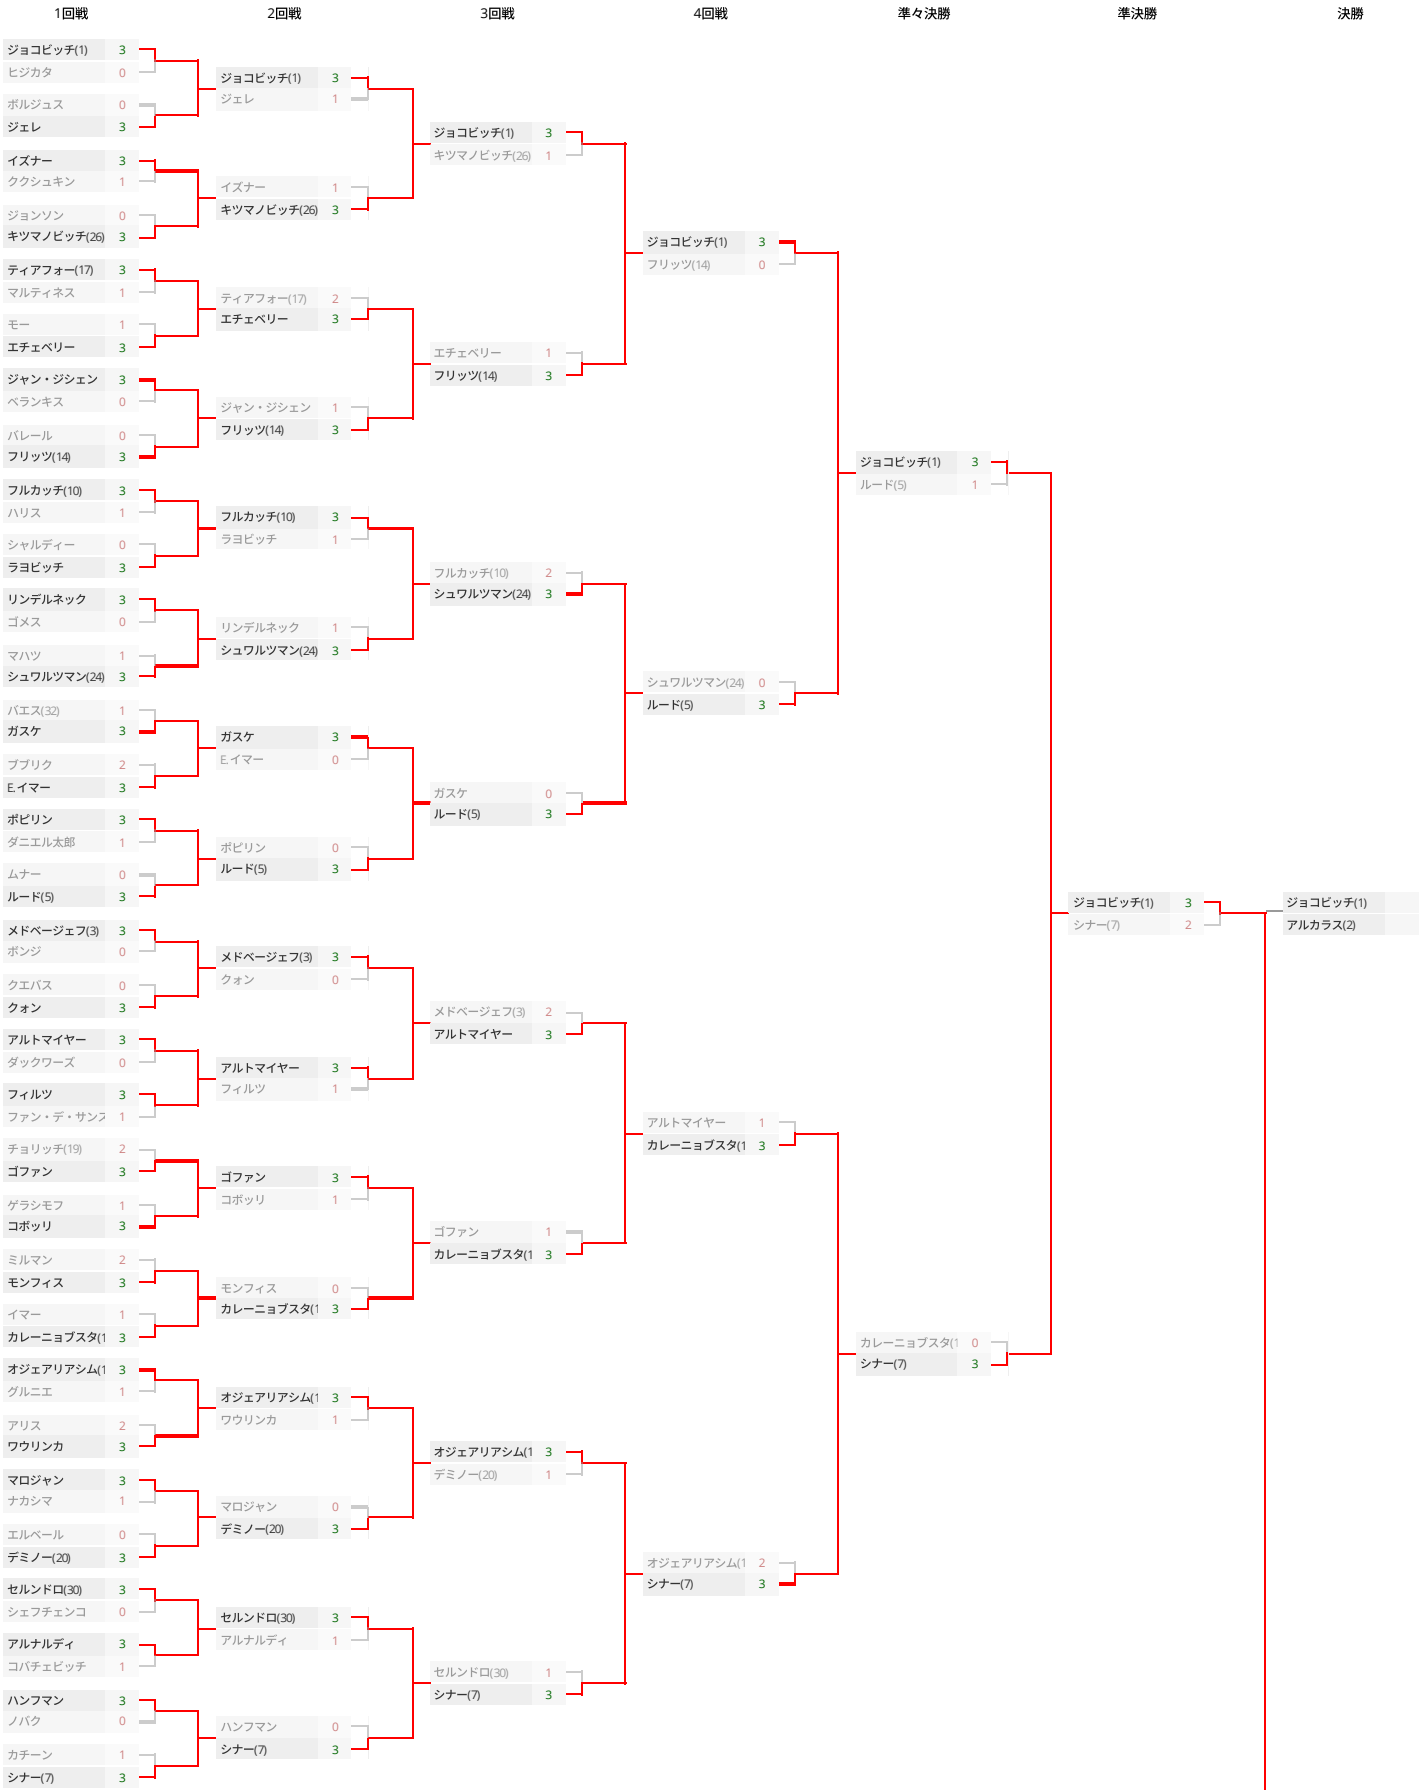 1回戦
2回戦
3回戦
4回戦
準々決勝
準決勝
決勝
ジョコビッチ(1) 3
ヒジカタ 0
ボルジュス 0
ジェレ 3
イズナー 3
ククシュキン 1
ジョンソン 0
キツマノビッチ(26) 3
ティアフォー(17) 3
マルティネス 1
モー 1
エチェベリー 3
ジャン・ジシェン 3
ベランキス 0
バレール 0
フリッツ(14) 3
フルカッチ(10) 3
ハリス 1
シャルディー 0
ラヨビッチ 3
リンデルネック 3
ゴメス 0
マハツ 1
シュワルツマン(24) 3
バエス(32) 1
ガスケ 3
ブブリク 2
E.イマー 3
ポピリン 3
ダニエル太郎 1
ムナー 0
ルード(5) 3
メドベージェフ(3) 3
ボンジ 0
クエバス 0
クォン 3
アルトマイヤー 3
ダックワーズ 0
フィルツ 3
ファン・デ・サンス 1
チョリッチ(19) 2
ゴファン 3
ゲラシモフ 1
コボッリ 3
ミルマン 2
モンフィス 3
イマー 1
カレーニョブスタ(1 3
オジェアリアシム(1 3
グルニエ 1
アリス 2
ワウリンカ 3
マロジャン 3
ナカシマ 1
エルベール 0
デミノー(20) 3
セルンドロ(30) 3
シェフチェンコ 0
アルナルディ 3
コバチェビッチ 1
ハンフマン 3
ノバク 0
カチーン 1
シナー(7) 3
ジョコビッチ(1) 3
ジェレ 1
イズナー 1
キツマノビッチ(26) 3
ティアフォー(17) 2
エチェベリー 3
ジャン・ジシェン 1
フリッツ(14) 3
フルカッチ(10) 3
ラヨビッチ 1
リンデルネック 1
シュワルツマン(24) 3
ガスケ 3
E.イマー 0
ポピリン 0
ルード(5) 3
メドベージェフ(3) 3
クォン 0
アルトマイヤー 3
フィルツ 1
ゴファン 3
コボッリ 1
モンフィス 0
カレーニョブスタ(1 3
オジェアリアシム(1 3
ワウリンカ 1
マロジャン 0
デミノー(20) 3
セルンドロ(30) 3
アルナルディ 1
ハンフマン 0
シナー(7) 3
ジョコビッチ(1) 3
キツマノビッチ(26) 1
エチェベリー 1
フリッツ(14) 3
フルカッチ(10) 2
シュワルツマン(24) 3
ガスケ 0
ルード(5) 3
メドベージェフ(3) 2
アルトマイヤー 3
ゴファン 1
カレーニョブスタ(1 3
オジェアリアシム(1 3
デミノー(20) 1
セルンドロ(30) 1
シナー(7) 3
ジョコビッチ(1) 3
フリッツ(14) 0
シュワルツマン(24) 0
ルード(5) 3
アルトマイヤー 1
カレーニョブスタ(1 3
オジェアリアシム(1 2
シナー(7) 3
ジョコビッチ(1) 3
ルード(5) 1
カレーニョブスタ(1 0
シナー(7) 3
ジョコビッチ(1) 3
シナー(7) 2
ジョコビッチ(1)
アルカラス(2)